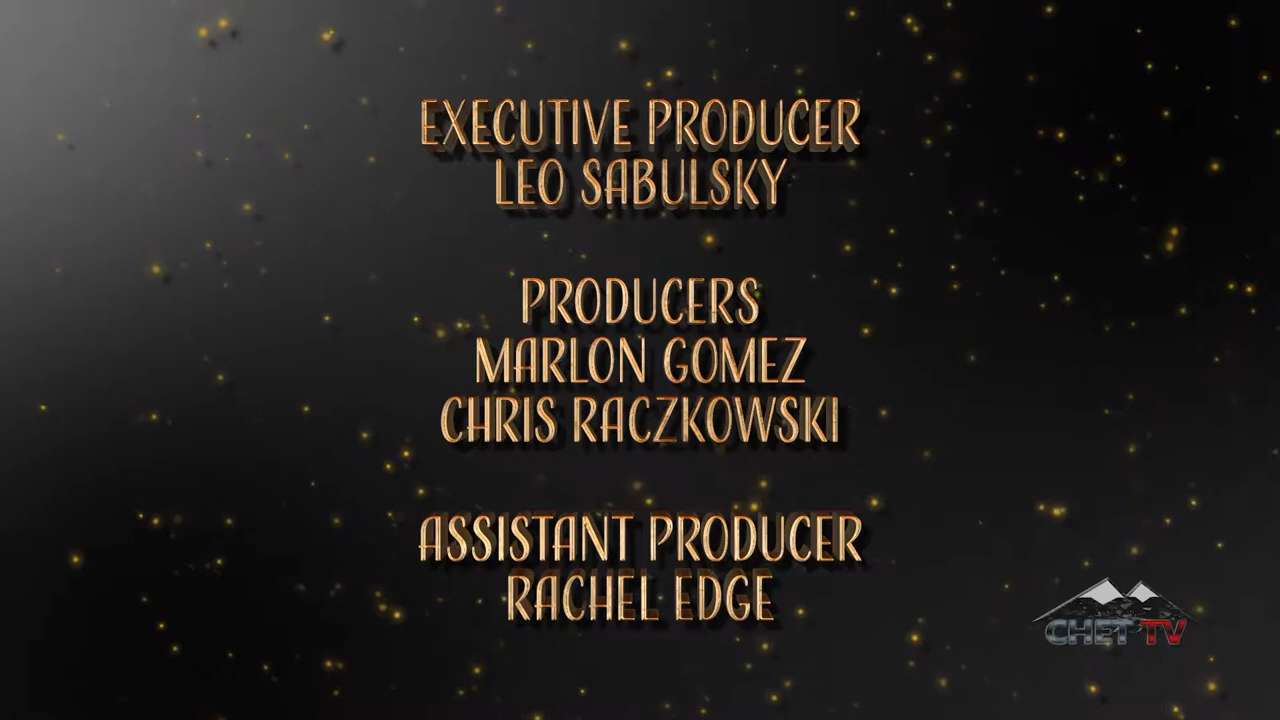 EXECUTIVE PRODUCER
LEO SABULSKY
PRODUCERS
MARLON GOMEZ
CHRIS RACZKOWSKI
ASSISTANT PRODUCER
RACHEL EDGE
CHET TV